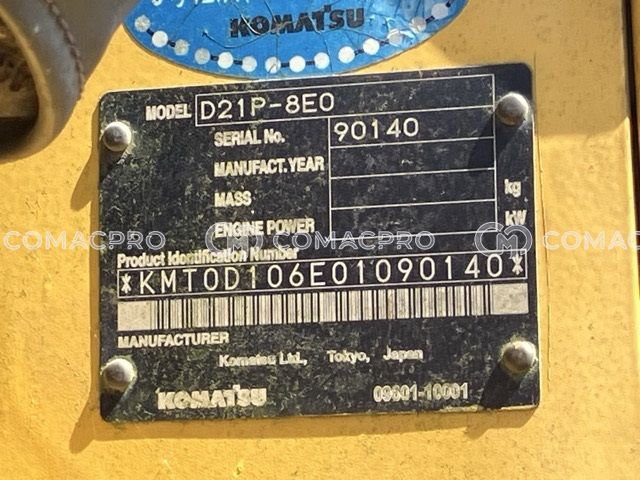 KOMATSU
MODEL D21P-8E0
SERIAL No. 90140
MANUFACT. YEAR
MASS kg
ENGINE POWER kW
COMACPRO COMACPRO COMACPRO
Product Identification Number
*KMT0D106E01090140*
MANUFACTURER
Komatsu Ltd., Tokyo, Japan
KOMATSU 09601-10001